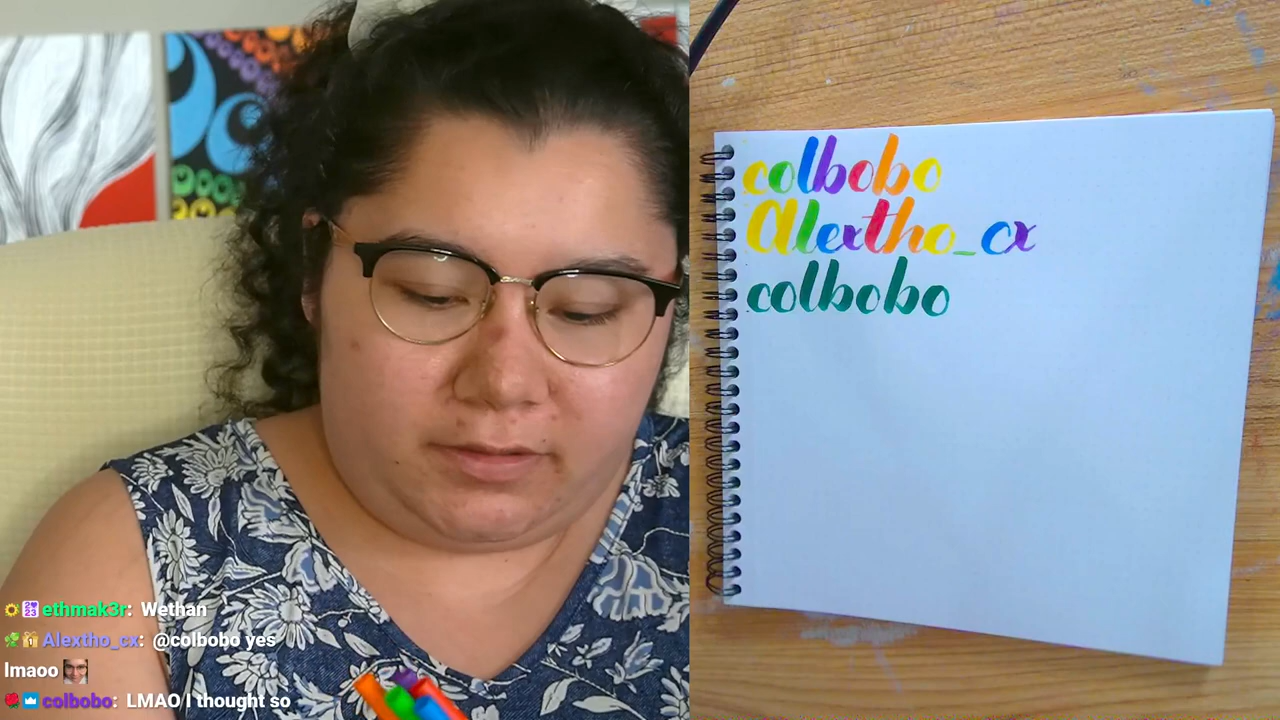 colbobo
Alextho_cx
colbobo
ethmak3r: Wethan
Alextho_cx: @colbobo yes
lmaoo
colbobo: LMAO I thought so